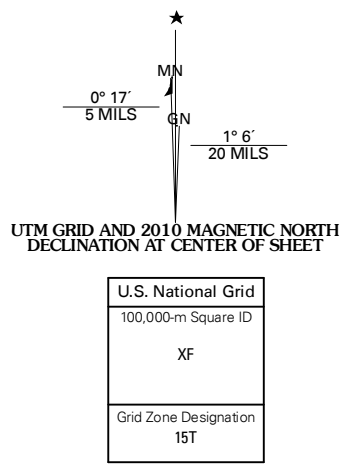 ★
MN
0° 17´
5 MILS
GN
1° 6´
20 MILS
UTM GRID AND 2010 MAGNETIC NORTH
DECLINATION AT CENTER OF SHEET
U.S. National Grid
100,000-m Square ID
XF
Grid Zone Designation
15T